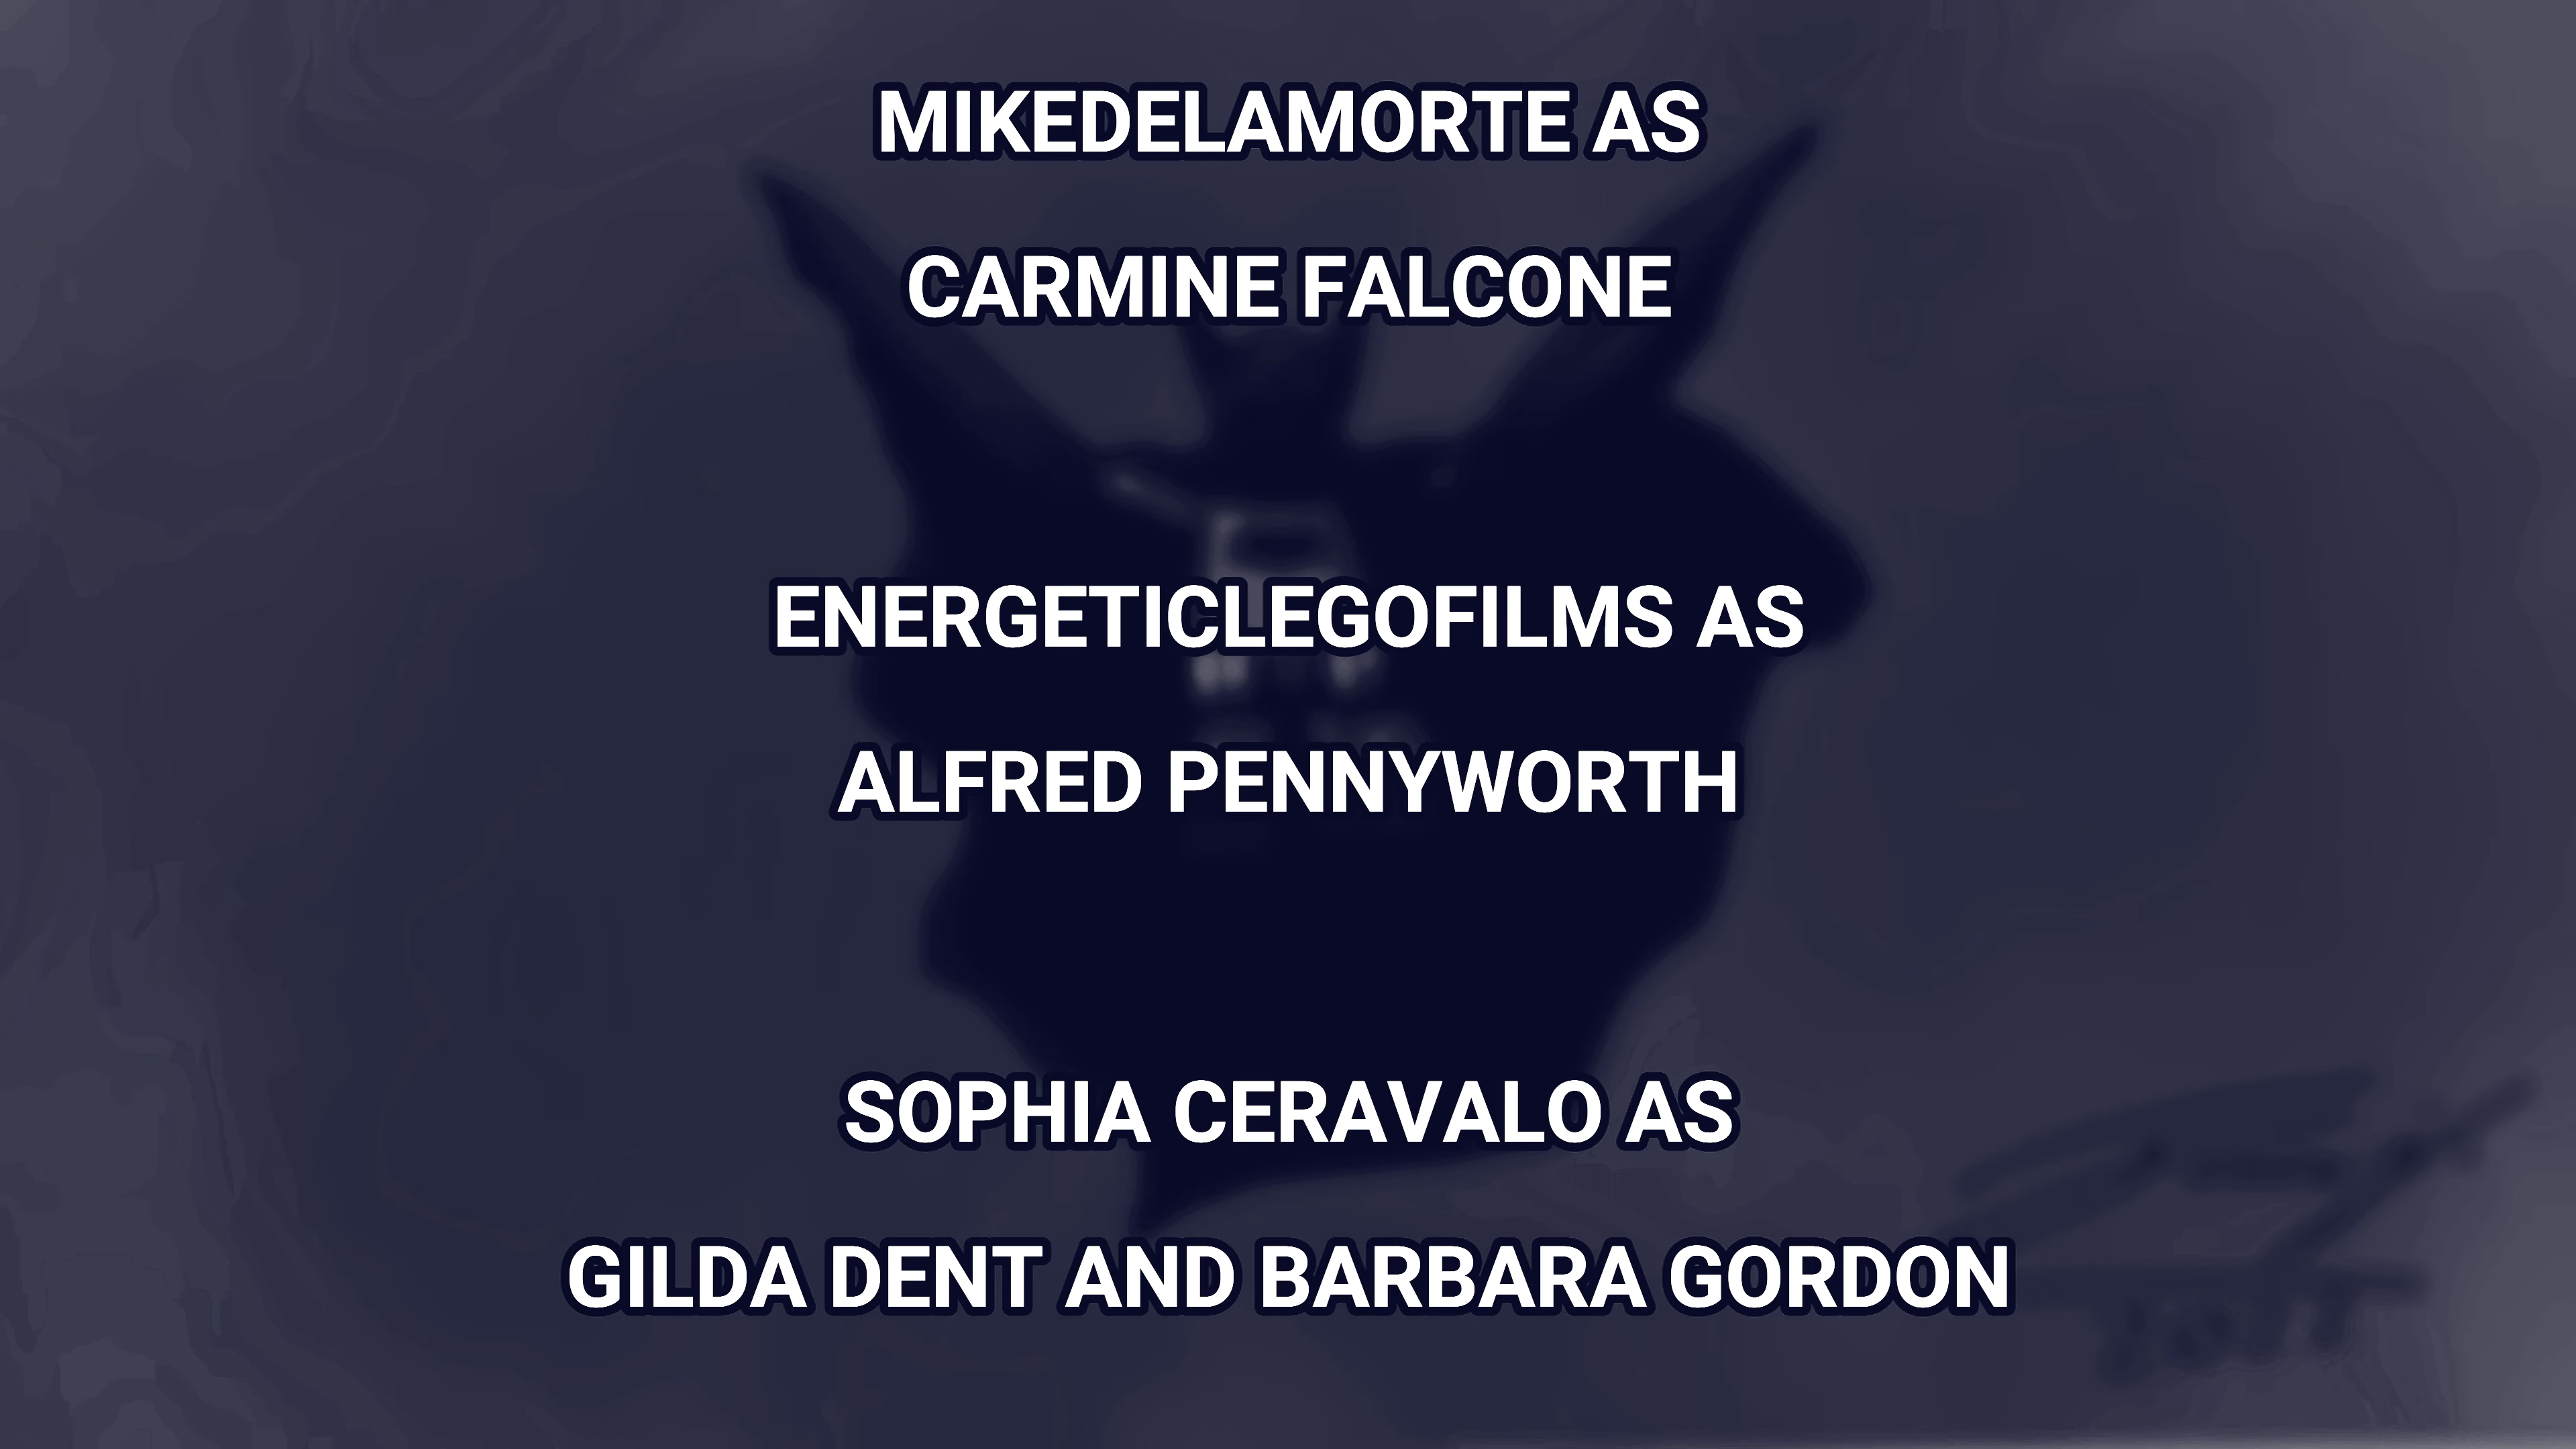 MIKEDELAMORTE AS
CARMINE FALCONE
ENERGETICLEGOFILMS AS
ALFRED PENNYWORTH
SOPHIA CERAVALO AS
GILDA DENT AND BARBARA GORDON